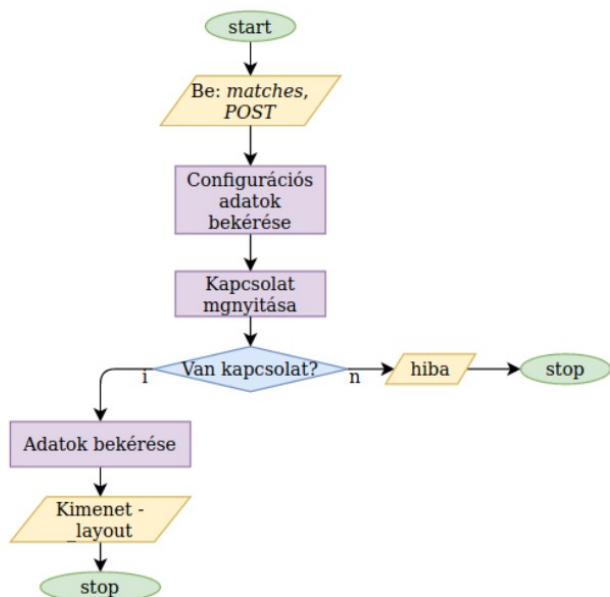 start
Be: matches,
POST
Configurációs
adatok
bekérése
Kapcsolat
mgnyitása
Van kapcsolat?
i
n
hiba
stop
Adatok bekérése
Kimenet -
_layout
stop